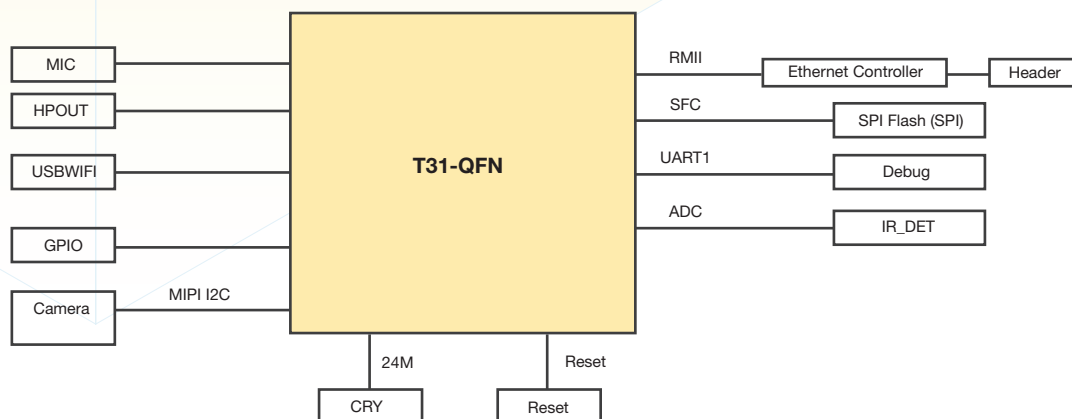 MIC
HPOUT
USBWIFI
GPIO
Camera
MIPI I2C
T31-QFN
RMII
Ethernet Controller
Header
SFC
SPI Flash (SPI)
UART1
Debug
ADC
IR_DET
24M
Reset
CRY
Reset